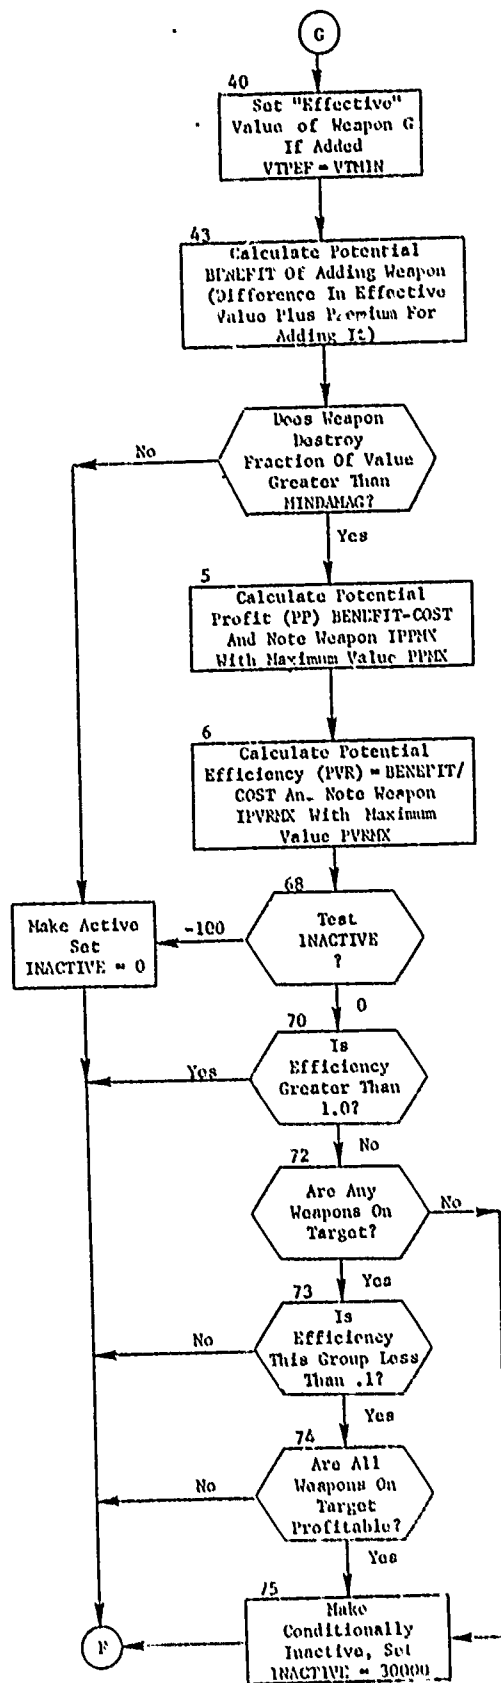 G
40
Set "Effective"
Value of Weapon G
If Added
VTPEF = VTMIN
43
Calculate Potential
BENEFIT Of Adding Weapon
(Difference In Effective
Value Plus Premium For
Adding It)
Does Weapon
Destroy
Fraction Of Value
Greater Than
MINDAMAG?
No
Yes
5
Calculate Potential
Profit (PP) BENEFIT-COST
And Note Weapon IPPMX
With Maximum Value PPMX
6
Calculate Potential
Efficiency (PVR) = BENEFIT/
COST An. Note Weapon
IPVRMX With Maximum
Value PVRMX
68
Test
INACTIVE
?
-100
Make Active
Set
INACTIVE = 0
0
70
Is
Efficiency
Greater Than
1.0?
Yes
No
72
Are Any
Weapons On
Target?
No
Yes
73
Is
Efficiency
This Group Less
Than .1?
No
Yes
74
Are All
Weapons On
Target
Profitable?
No
Yes
75
Make
Conditionally
Inactive, Set
INACTIVE = 30000
F